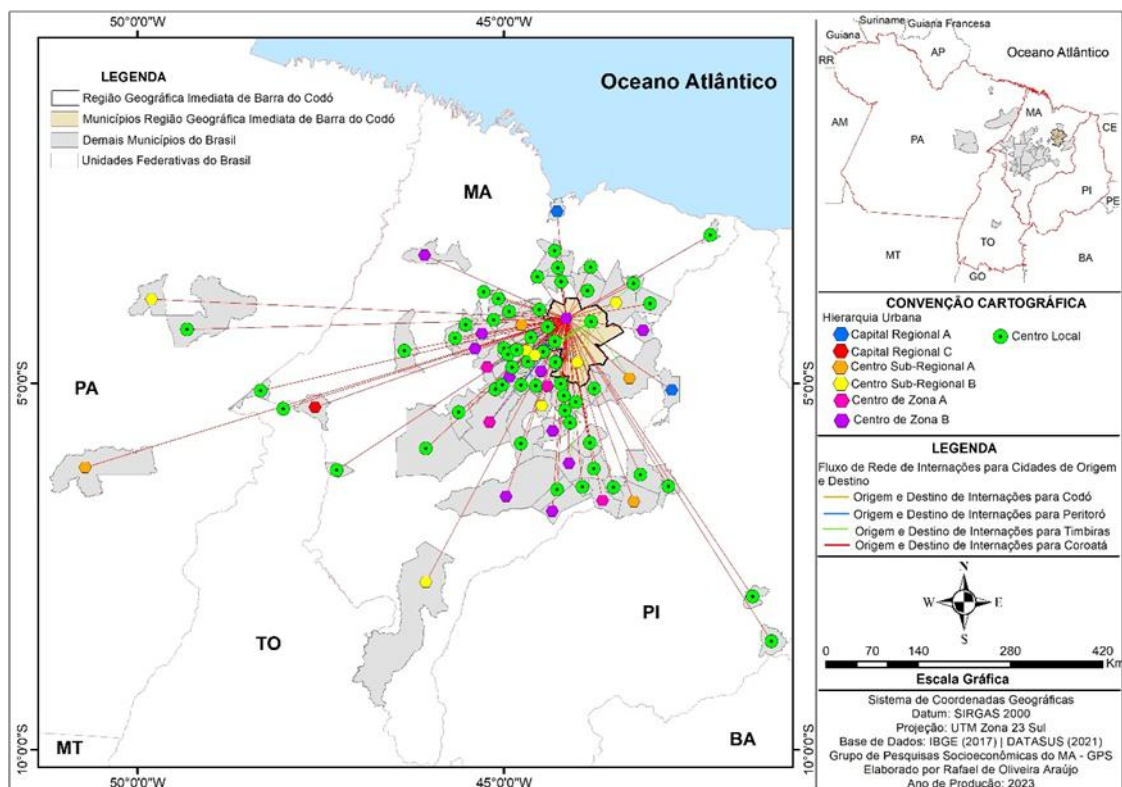 50°0'0"W
45°0'0"W
LEGENDA
Região Geográfica Imediata de Barra do Codó
Municípios Região Geográfica Imediata de Barra do Codó
Demais Municípios do Brasil
Unidades Federativas do Brasil
Oceano Atlântico
MA
PA
TO
PI
MT
BA
5°0'0"S
10°0'0"S
5°0'0"S
10°0'0"S
50°0'0"W
45°0'0"W
Suriname
Guiana Francesa
Guiana
RR
AP
Oceano Atlântico
AM
PA
MA
CE
PI
PE
TO
MT
BA
GO
CONVENÇÃO CARTOGRÁFICA
Hierarquia Urbana
Capital Regional A
Centro Local
Capital Regional C
Centro Sub-Regional A
Centro Sub-Regional B
Centro de Zona A
Centro de Zona B
LEGENDA
Fluxo de Rede de Internações para Cidades de Origem
e Destino
Origem e Destino de Internações para Codó
Origem e Destino de Internações para Peritoró
Origem e Destino de Internações para Timbiras
Origem e Destino de Internações para Coroatá
N
W E
S
0 70 140 280 420
Km
Escala Gráfica
Sistema de Coordenadas Geográficas
Datum: SIRGAS 2000
Projeção: UTM Zona 23 Sul
Base de Dados: IBGE (2017) | DATASUS (2021)
Grupo de Pesquisas Socioeconômicas do MA - GPS
Elaborado por Rafael de Oliveira Araújo
Ano de Produção: 2023